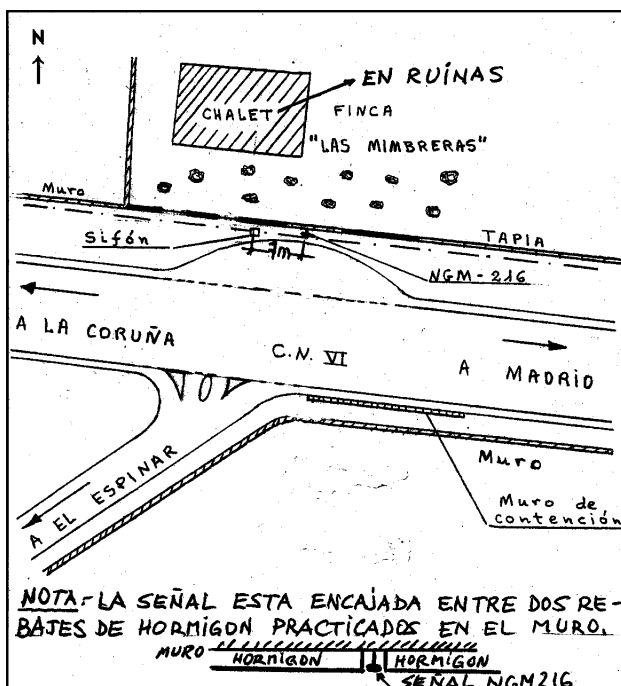 N
EN RUÍNAS
CHALET
FINCA
"LAS MIMBRERAS"
Muro
Sifón
TAPIA
7m
NGM-216
A LA CORUÑA
C.N. VI
A MADRID
A EL ESPINAR
Muro
Muro de
contención
NOTA:-LA SEÑAL ESTA ENCAJADA ENTRE DOS RE-
BAJES DE HORMIGON PRACTICADOS EN EL MURO.
MURO
HORMIGON
HORMIGON
SEÑAL NGM216